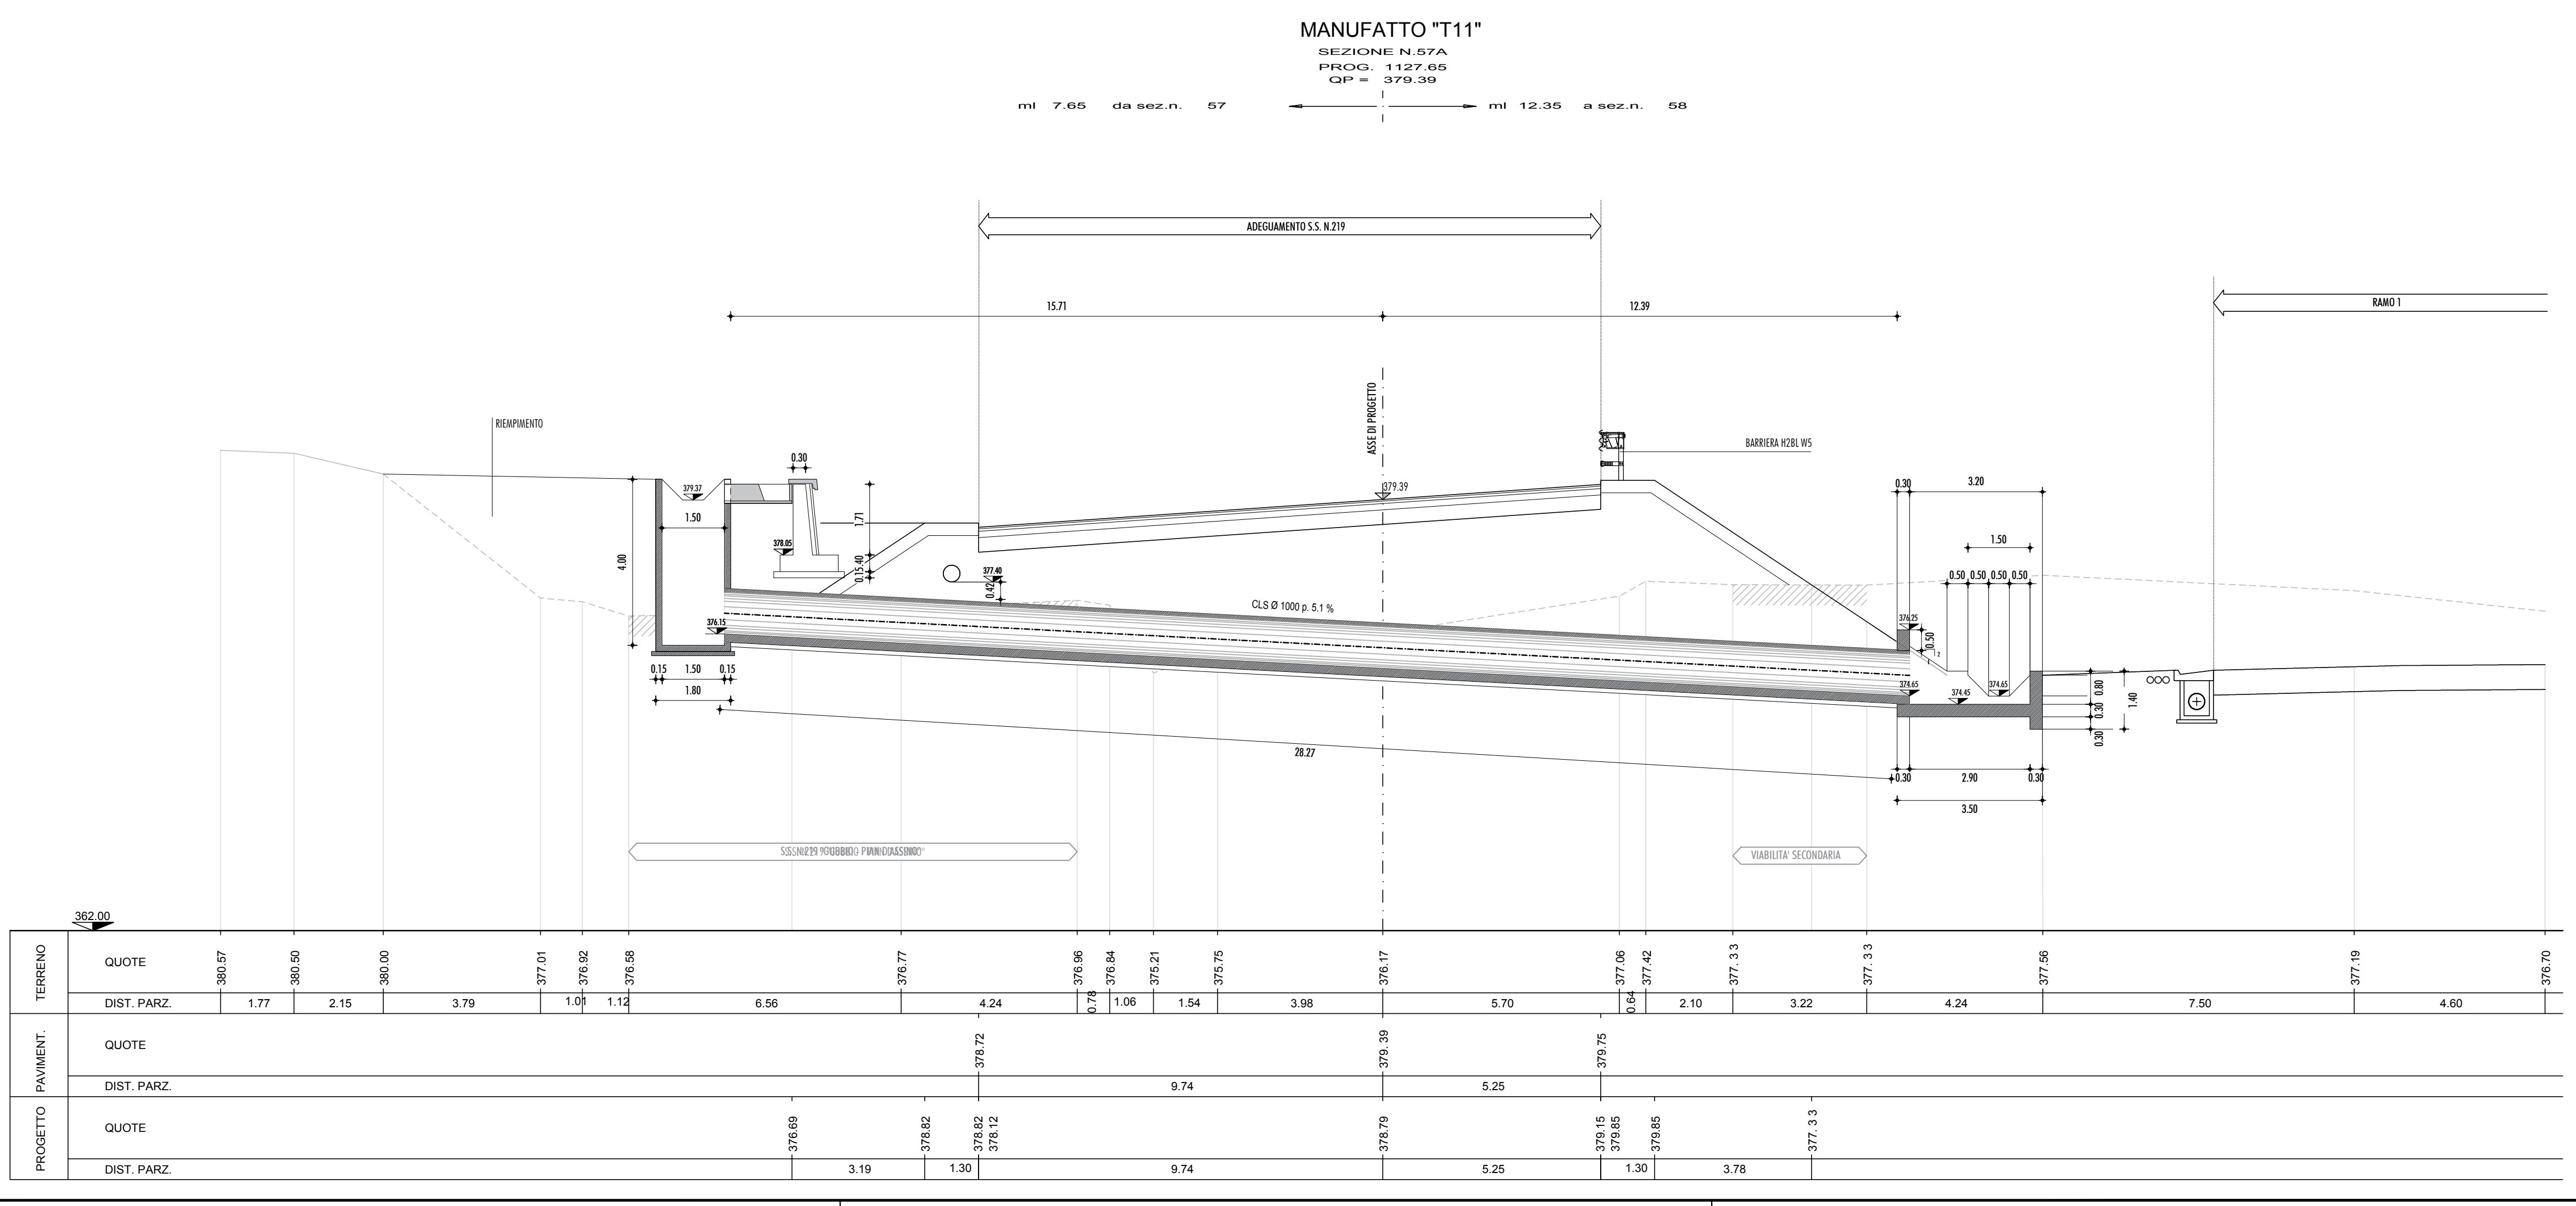 MANUFATTO "T11"
SEZIONE N.57A
PROG. 1127.65
QP = 379.39
ml 7.65 da sez.n. 57
ml 12.35 a sez.n. 58
ADEGUAMENTO S.S. N.219
RAMO 1
15.71
12.39
ASSE DI PROGETTO
RIEMPIMENTO
BARRIERA H2BL W5
0.30
379.37
379.39
1.50
1.71
378.05
0.15
.40
4.00
377.40
0.42
CLS Ø 1000 p. 5.1 %
376.15
0.15 1.50 0.15
1.80
28.27
0.30
3.20
1.50
0.50 0.50 0.50 0.50
376.25
0.50
2
1
374.65
374.45
374.65
0.80
0.30
0.30
1.40
0.30 2.90 0.30
3.50
VIABILITA' SECONDARIA
362.00
TERRENO
QUOTE
380.57 380.50 380.00 377.01 376.92 376.58 376.77 376.96 376.84 375.21 375.75 376.17 377.06 377.42 377. 3 3 377. 3 3 377.56 377.19 376.70
DIST. PARZ.
1.77 2.15 3.79 1.01 1.12 6.56 4.24 0.78 1.06 1.54 3.98 5.70 0.64 2.10 3.22 4.24 7.50 4.60
PAVIMENT.
QUOTE
378.72 379. 39 379.75
DIST. PARZ.
9.74 5.25
PROGETTO
QUOTE
376.69 378.82 378.82 378.12 378.79 379.15 379.85 379.85 377. 3 3
DIST. PARZ.
3.19 1.30 9.74 5.25 1.30 3.78